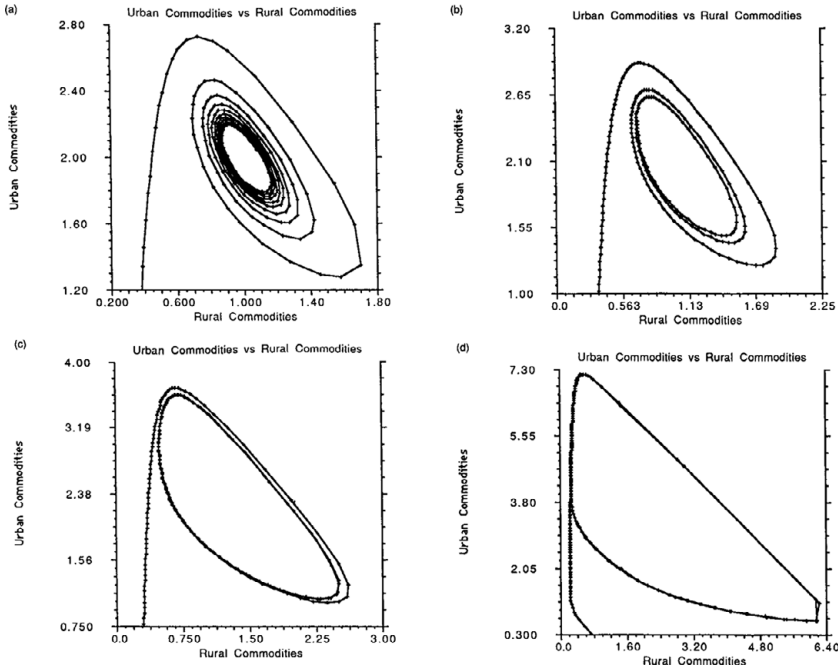 (a)
Urban Commodities vs Rural Commodities
2.80
2.40
2.00
1.60
1.20
Urban Commodities
0.200 0.600 1.00 1.40 1.80
Rural Commodities
(b)
Urban Commodities vs Rural Commodities
3.20
2.65
2.10
1.55
1.00
Urban Commodities
0.0 0.563 1.13 1.69 2.25
Rural Commodities
(c)
Urban Commodities vs Rural Commodities
4.00
3.19
2.38
1.56
0.750
Urban Commodities
0.0 0.750 1.50 2.25 3.00
Rural Commodities
(d)
Urban Commodities vs Rural Commodities
7.30
5.55
3.80
2.05
0.300
Urban Commodities
0.0 1.60 3.20 4.80 6.40
Rural Commodities